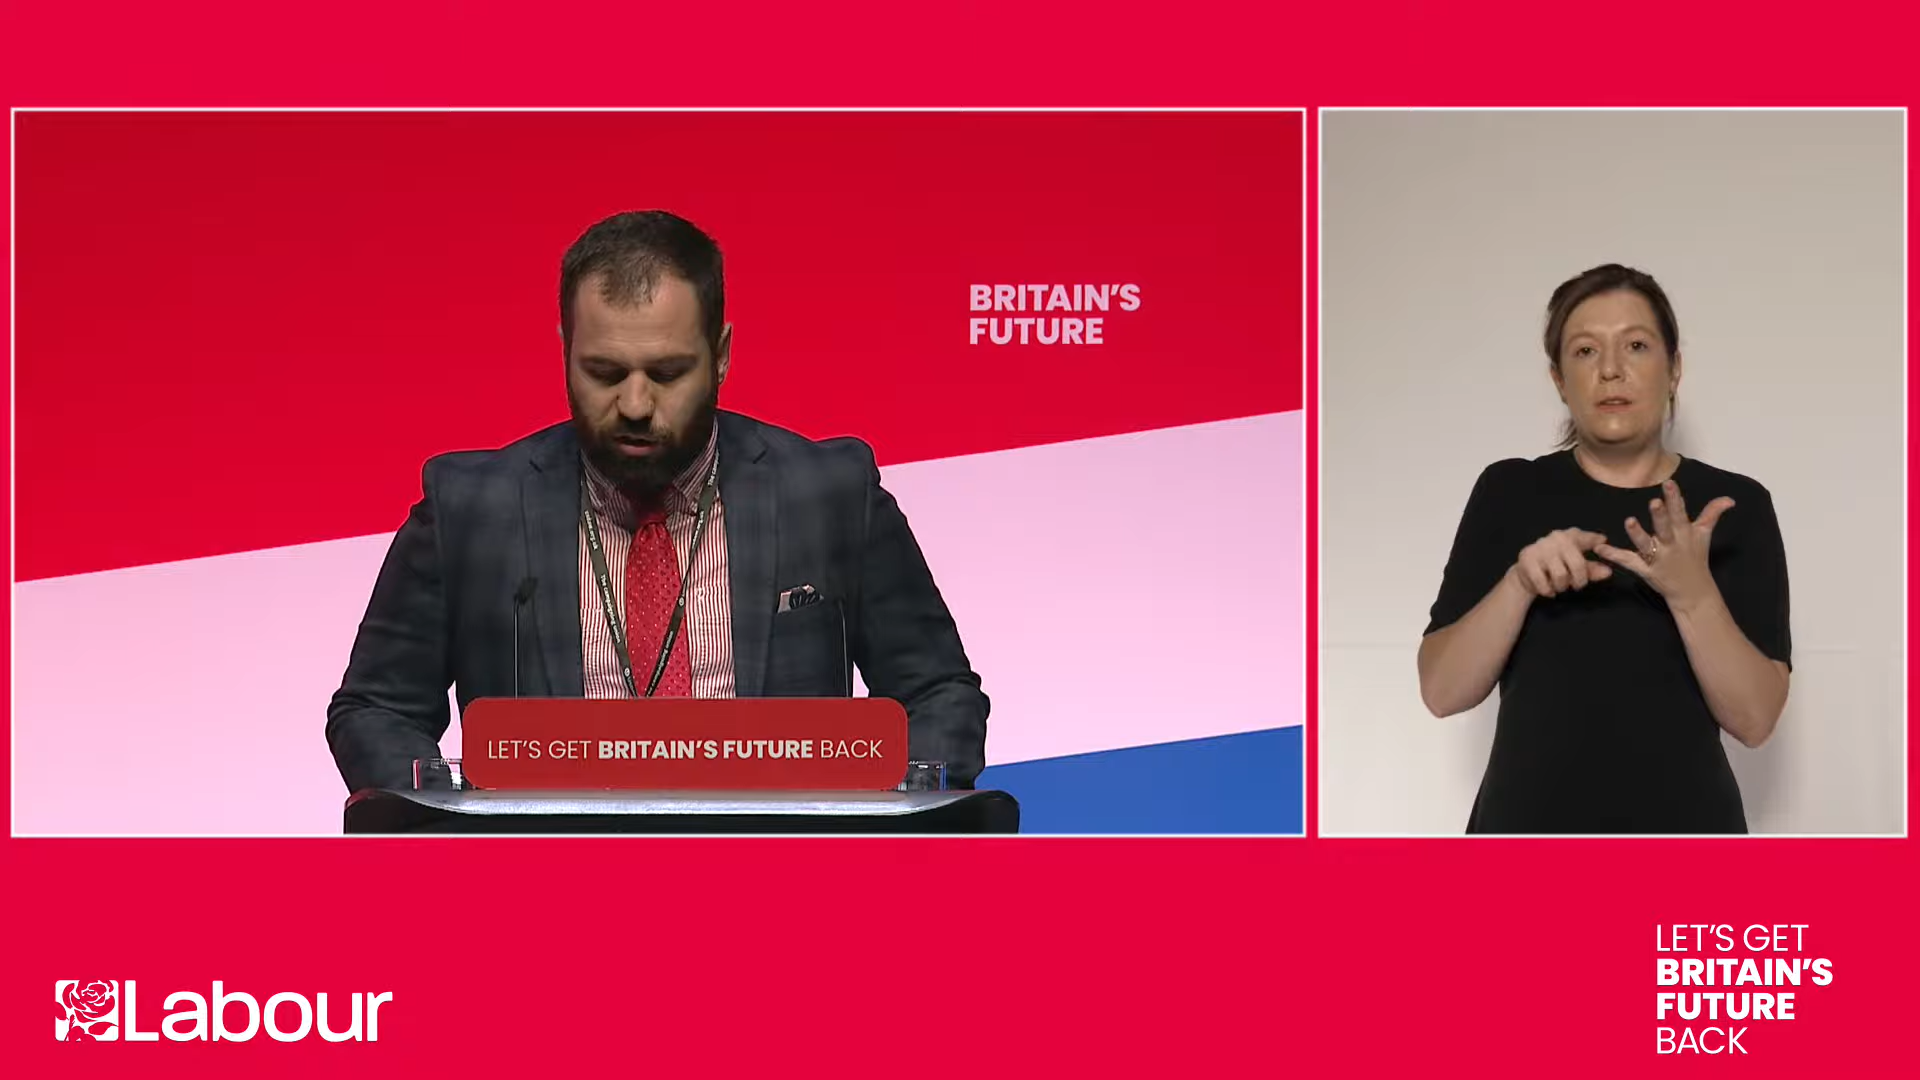 BRITAIN'S
FUTURE
LET'S GET BRITAIN'S FUTURE BACK
Labour
LET'S GET
BRITAIN'S
FUTURE
BACK